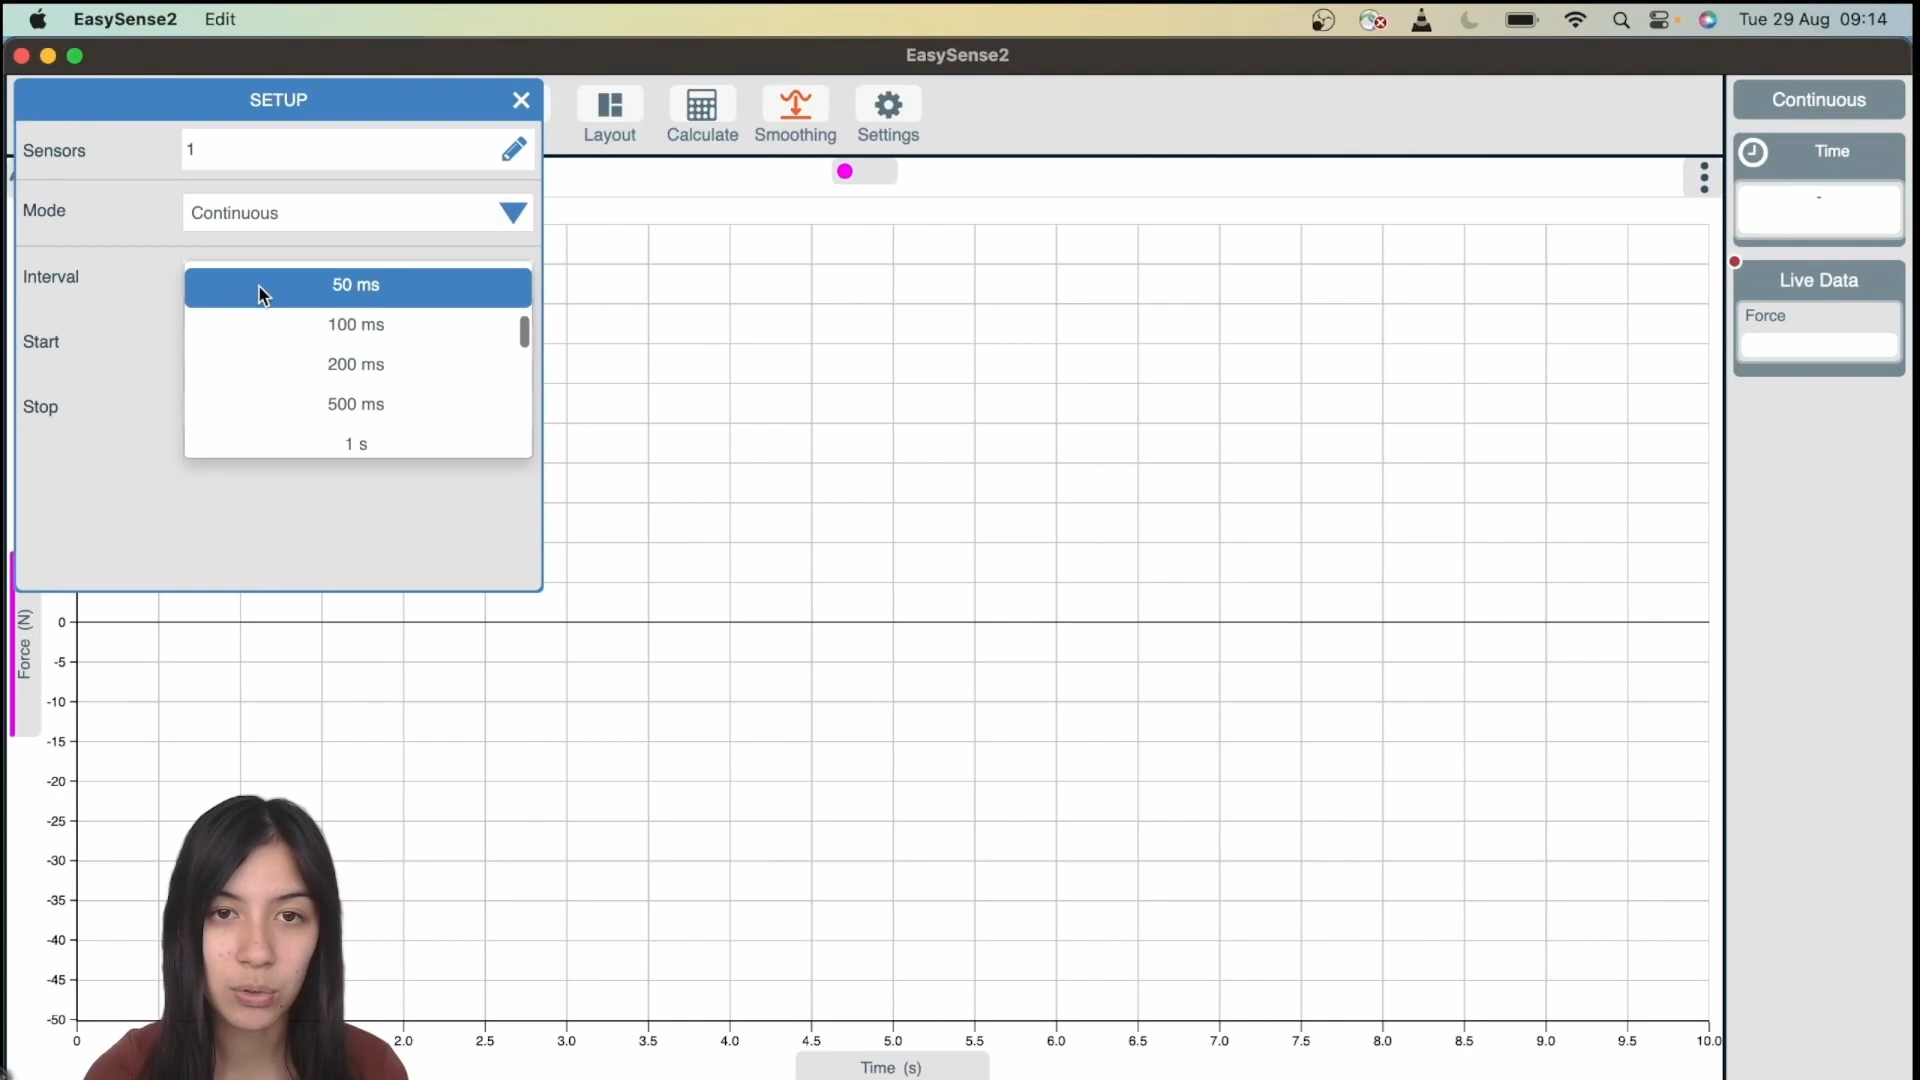 EasySense2 Edit Tue 29 Aug 09:14
EasySense2
SETUP
Sensors 1
Mode Continuous
Interval
50 ms
100 ms
200 ms
500 ms
1 s
Start
Stop
Layout Calculate Smoothing Settings
Continuous
Time
-
Live Data
Force
Force (N)
0
-5
-10
-15
-20
-25
-30
-35
-40
-45
-50
0 2.0 2.5 3.0 3.5 4.0 4.5 5.0 5.5 6.0 6.5 7.0 7.5 8.0 8.5 9.0 9.5 10.0
Time (s)